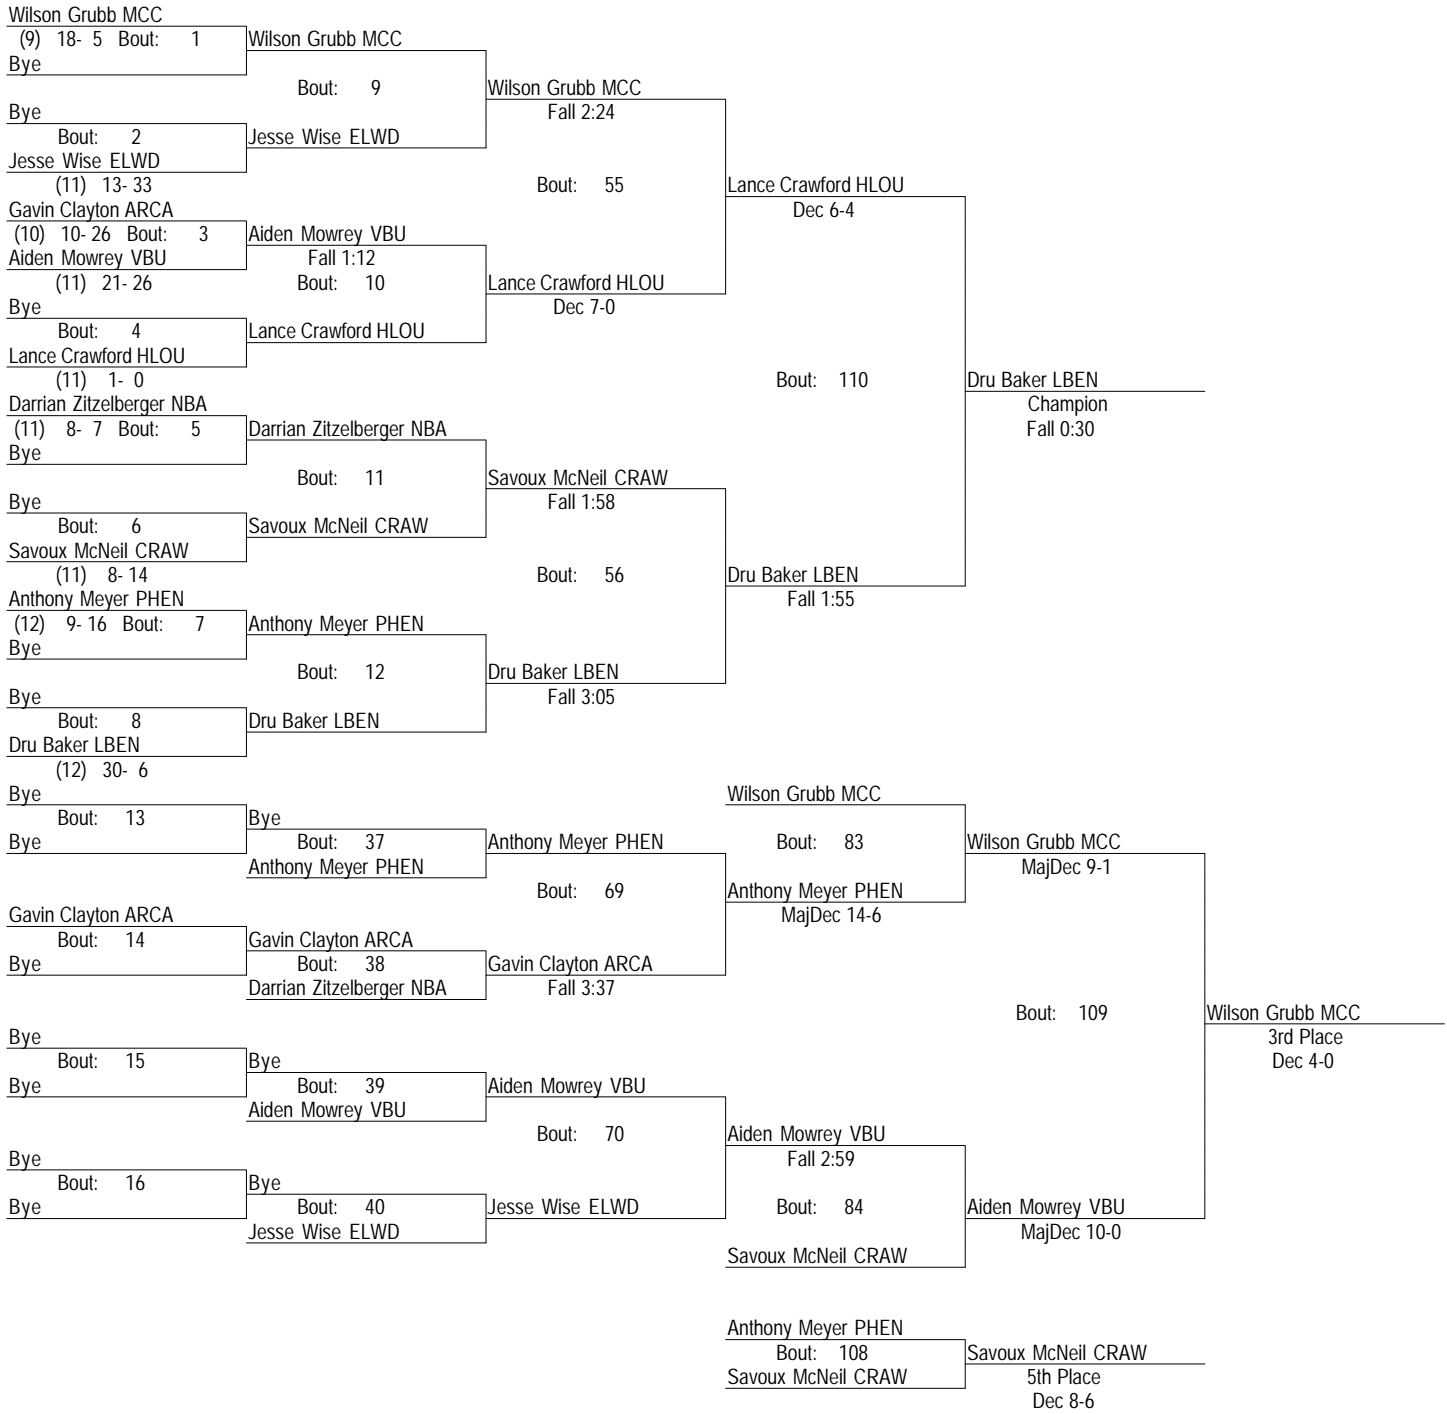 Wilson Grubb MCC
(9) 18- 5 Bout: 1 Wilson Grubb MCC
Bye
Bout: 9 Wilson Grubb MCC
Bye Fall 2:24
Bout: 2 Jesse Wise ELWD
Jesse Wise ELWD
(11) 13- 33 Bout: 55 Lance Crawford HLOU
Gavin Clayton ARCA Dec 6-4
(10) 10- 26 Bout: 3 Aiden Mowrey VBU
Aiden Mowrey VBU Fall 1:12
(11) 21- 26 Bout: 10 Lance Crawford HLOU
Bye Dec 7-0
Bout: 4 Lance Crawford HLOU
Lance Crawford HLOU
(11) 1- 0 Bout: 110 Dru Baker LBEN
Darrian Zitzelberger NBA Champion
(11) 8- 7 Bout: 5 Darrian Zitzelberger NBA Fall 0:30
Bye
Bout: 11 Savoux McNeil CRAW
Bye Fall 1:58
Bout: 6 Savoux McNeil CRAW
Savoux McNeil CRAW
(11) 8- 14 Bout: 56 Dru Baker LBEN
Anthony Meyer PHEN Fall 1:55
(12) 9- 16 Bout: 7 Anthony Meyer PHEN
Bye
Bout: 12 Dru Baker LBEN
Bye Fall 3:05
Bout: 8 Dru Baker LBEN
Dru Baker LBEN
(12) 30- 6
Bye Wilson Grubb MCC
Bout: 13 Bye
Bye Bout: 37 Anthony Meyer PHEN Bout: 83 Wilson Grubb MCC
Anthony Meyer PHEN MajDec 9-1
Bout: 69 Anthony Meyer PHEN
Gavin Clayton ARCA MajDec 14-6
Bout: 14 Gavin Clayton ARCA
Bye Bout: 38 Gavin Clayton ARCA
Darrian Zitzelberger NBA Fall 3:37
Bout: 109 Wilson Grubb MCC
Bye 3rd Place
Bout: 15 Bye Dec 4-0
Bye Bout: 39 Aiden Mowrey VBU
Aiden Mowrey VBU
Bout: 70 Aiden Mowrey VBU
Bye Fall 2:59
Bout: 16 Bye
Bye Bout: 40 Jesse Wise ELWD Bout: 84 Aiden Mowrey VBU
Jesse Wise ELWD MajDec 10-0
Savoux McNeil CRAW
Anthony Meyer PHEN
Bout: 108 Savoux McNeil CRAW
Savoux McNeil CRAW 5th Place
Dec 8-6